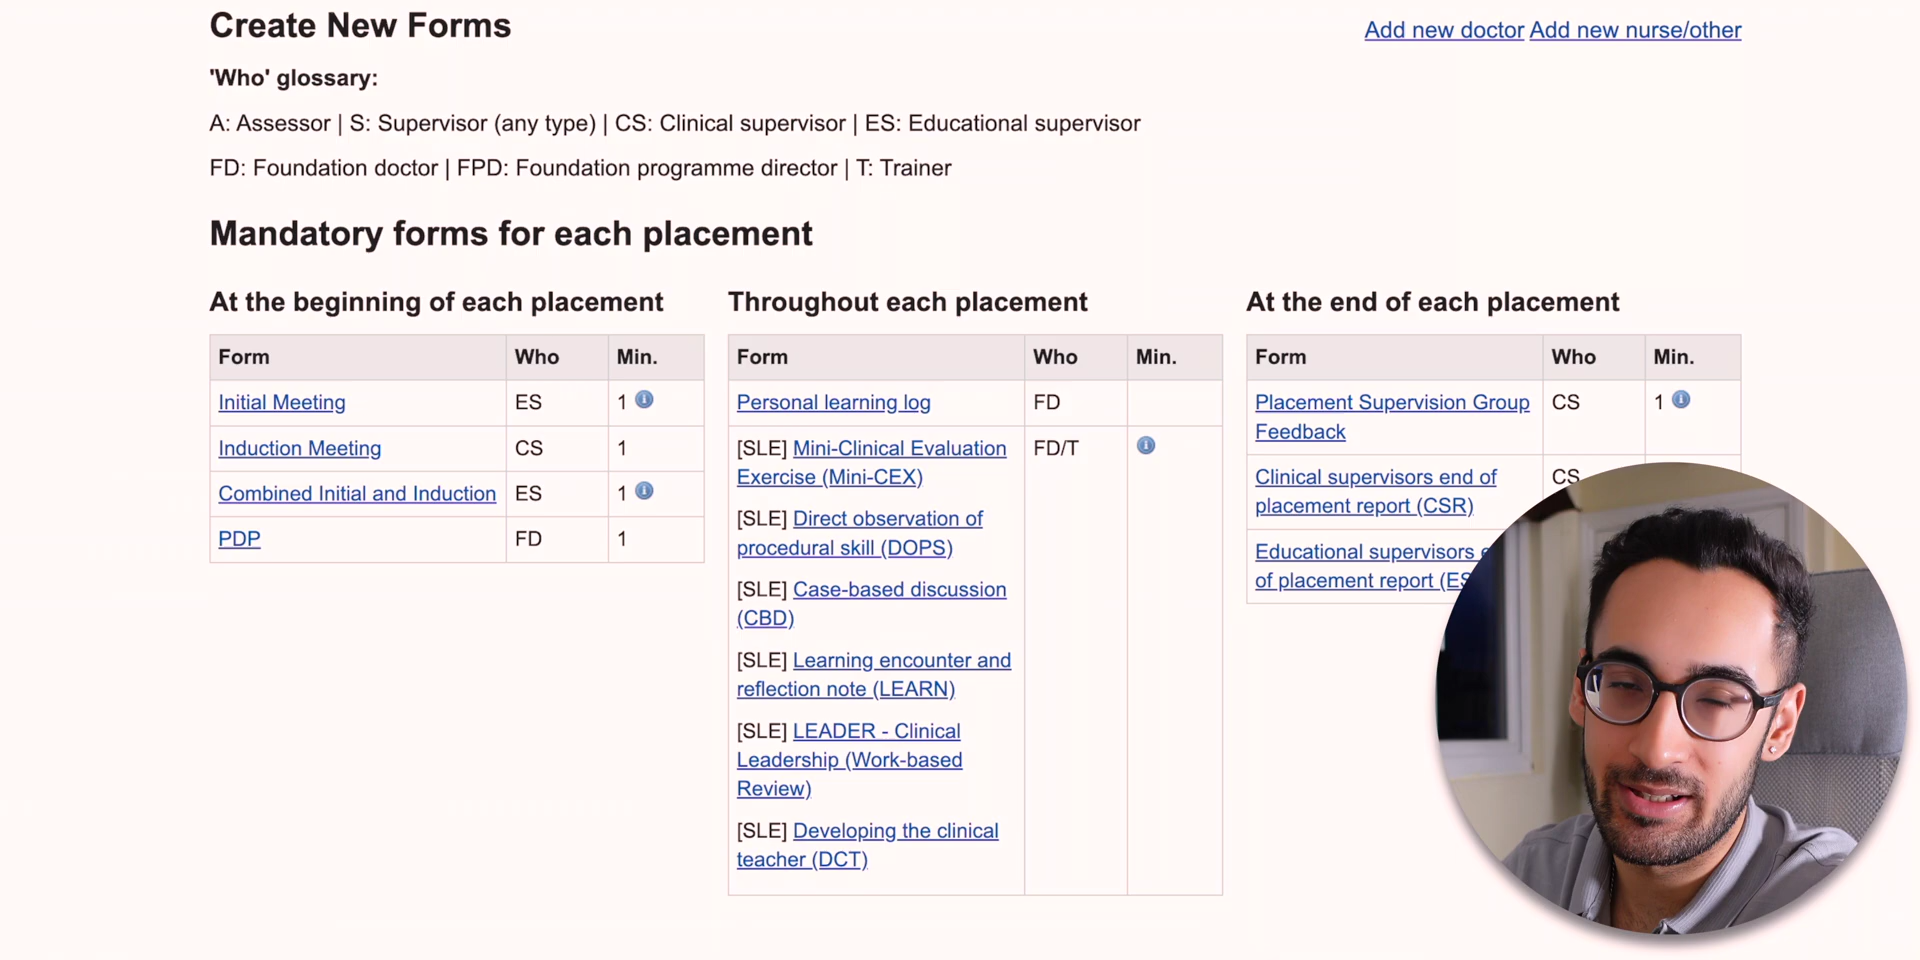 Create New Forms
Add new doctor Add new nurse/other
'Who' glossary:
A: Assessor | S: Supervisor (any type) | CS: Clinical supervisor | ES: Educational supervisor
FD: Foundation doctor | FPD: Foundation programme director | T: Trainer
Mandatory forms for each placement
At the beginning of each placement
Form Who Min.
Initial Meeting ES 1
Induction Meeting CS 1
Combined Initial and Induction ES 1
PDP FD 1
Throughout each placement
Form Who Min.
Personal learning log FD
[SLE] Mini-Clinical Evaluation FD/T
Exercise (Mini-CEX)
[SLE] Direct observation of
procedural skill (DOPS)
[SLE] Case-based discussion
(CBD)
[SLE] Learning encounter and
reflection note (LEARN)
[SLE] LEADER - Clinical
Leadership (Work-based
Review)
[SLE] Developing the clinical
teacher (DCT)
At the end of each placement
Form Who Min.
Placement Supervision Group CS 1
Feedback
Clinical supervisors end of CS
placement report (CSR)
Educational supervisors
of placement report